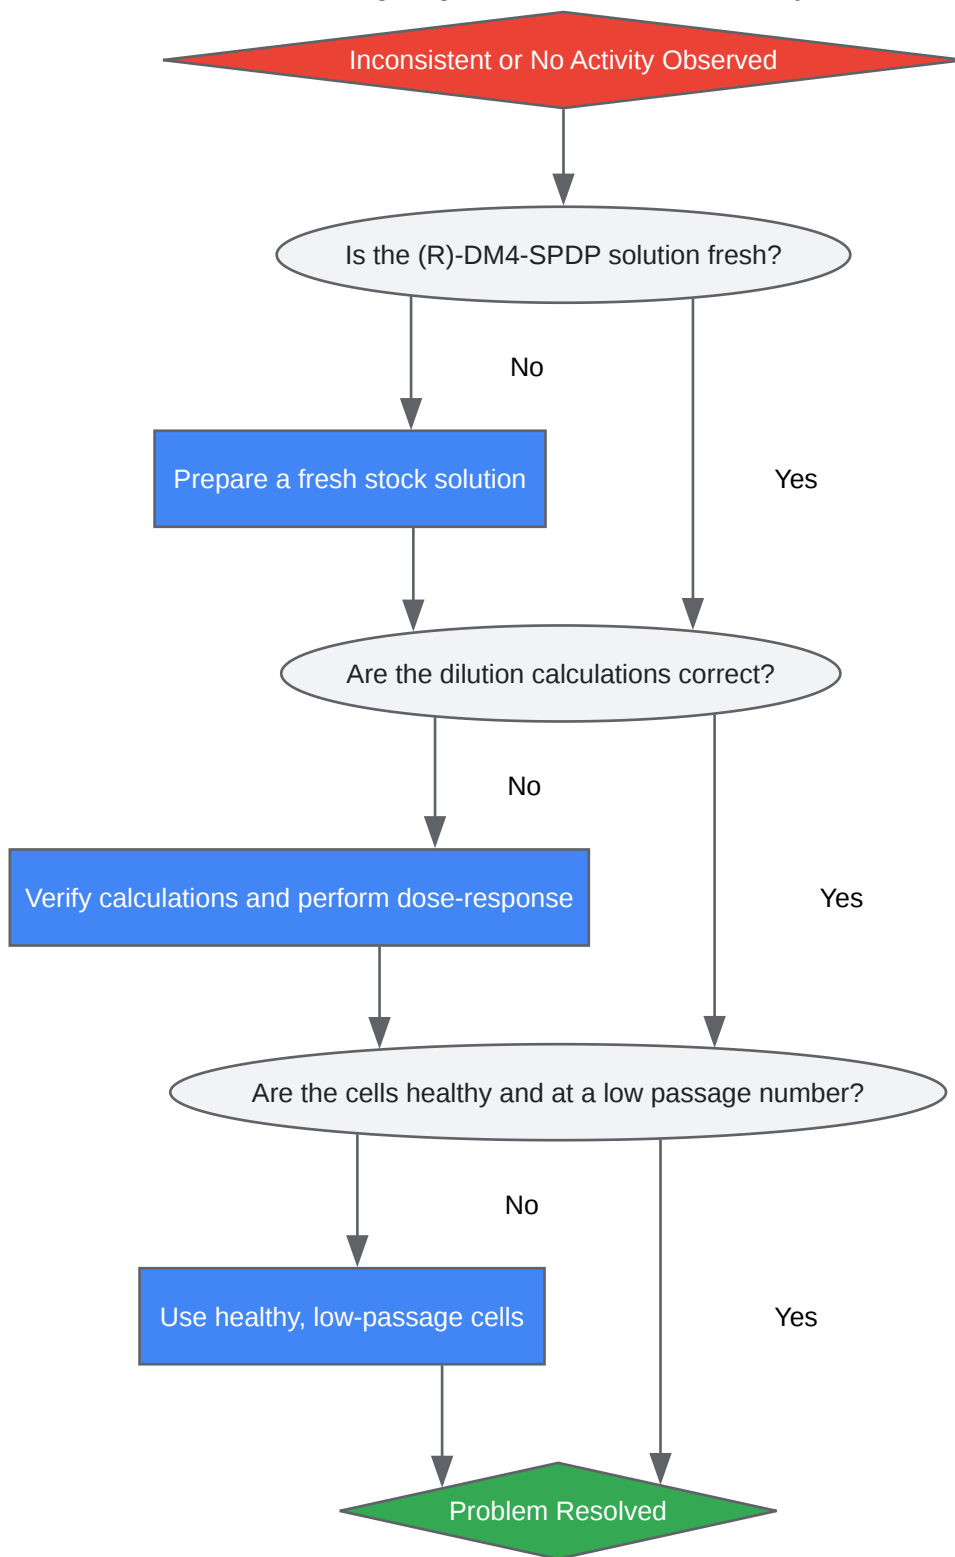 Inconsistent or No Activity Observed
Is the (R)-DM4-SPDP solution fresh?
No
Prepare a fresh stock solution
Yes
Are the dilution calculations correct?
No
Verify calculations and perform dose-response
Yes
Are the cells healthy and at a low passage number?
No
Use healthy, low-passage cells
Yes
Problem Resolved